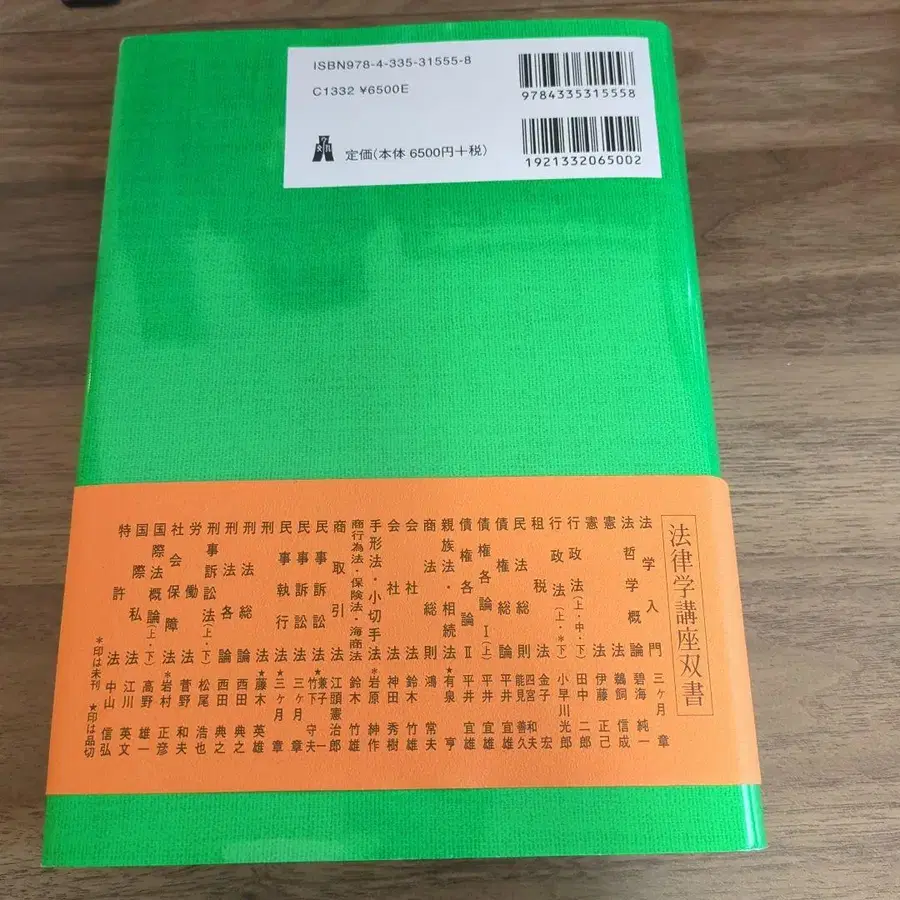 ISBN978-4-335-31555-8
C1332 ¥6500E
定価(本体 6500円+税)
9784335315558
1921332065002
法律学講座双書
法学入門 三ヶ月章
法哲学概論 碧海純一
憲法 鵜飼信成
憲法 伊藤正己
行政法(上・中・下) 田中二郎
行政法(上・*下) 小早川光郎
租税法 金子宏
民法総則 四宮和夫 能見善久
債権総論 平井宜雄
債権各論Ⅰ(上) 平井宜雄
債権各論Ⅱ 平井宜雄
親族法・相続法 *有泉亨
商法総則 鴻常夫
会社法 鈴木竹雄
会社法 神田秀樹
手形法・小切手法 *岩原紳作
商行為法・保険法・海商法 鈴木竹雄
商取引法 江頭憲治郎
民事訴訟法 ★兼子一 竹下守夫
民事訴訟法 三ヶ月章
民事執行法 三ヶ月章
刑法 ★藤木英雄
刑法総論 西田典之
刑法各論 西田典之
刑事訴訟法(上・下) 松尾浩也
労働法 菅野和夫
社会保障法 *岩村正彦
国際法概論(上・下) 高野雄一
国際私法 江川英文
特許法 中山信弘
*印は未刊 ★印は品切